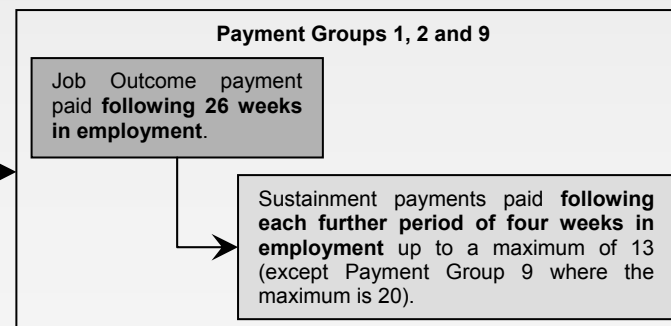 Payment Groups 1, 2 and 9
Job Outcome payment
paid following 26 weeks
in employment.
Sustainment payments paid following
each further period of four weeks in
employment up to a maximum of 13
(except Payment Group 9 where the
maximum is 20).